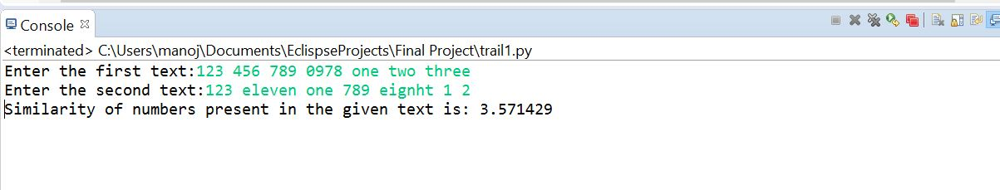 Console
<terminated> C:\Users\manoj\Documents\EclispseProjects\Final Project\trail1.py
Enter the first text:123 456 789 0978 one two three
Enter the second text:123 eleven one 789 eignht 1 2
Similarity of numbers present in the given text is: 3.571429